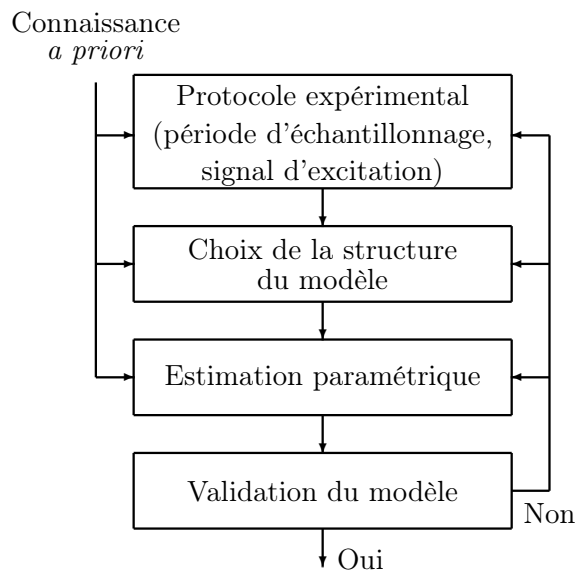 Connaissance
a priori
Protocole expérimental
(période d'échantillonnage,
signal d'excitation)
Choix de la structure
du modèle
Estimation paramétrique
Validation du modèle
Non
Oui